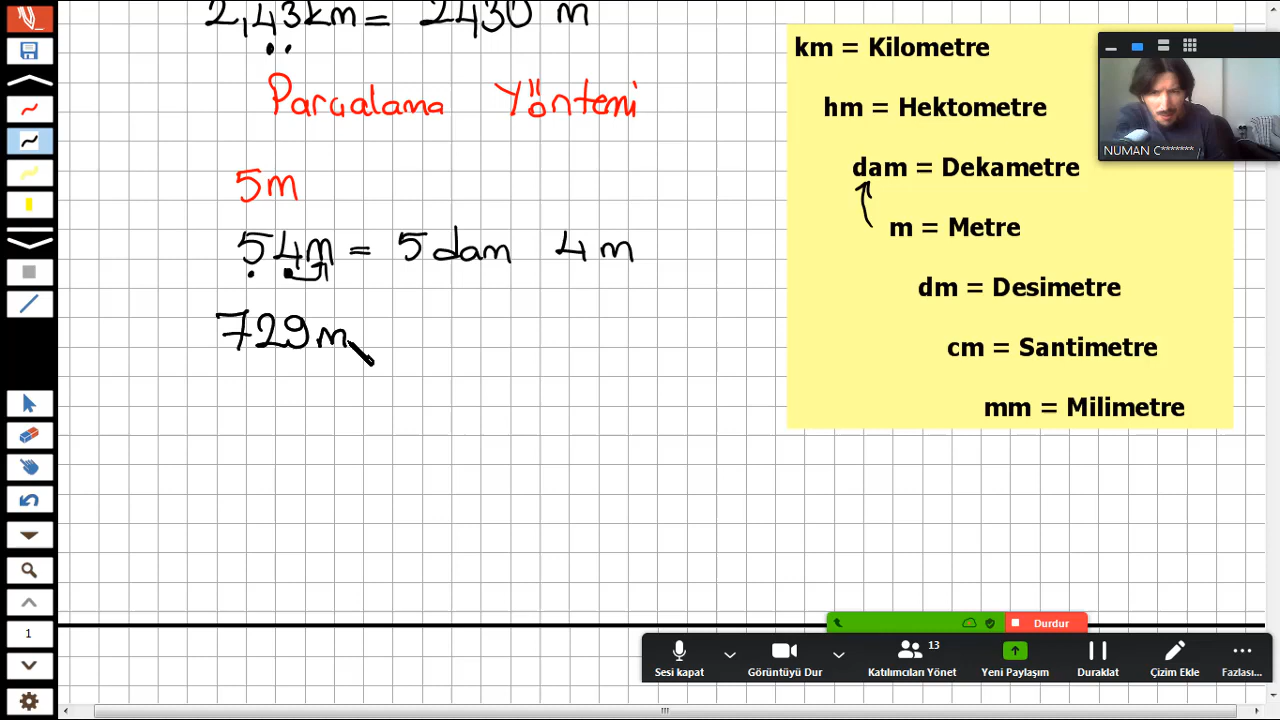 2,43km = 2430 m
Parçalama Yöntemi
5m
54m = 5 dam 4 m
729m
km = Kilometre
hm = Hektometre
dam = Dekametre
m = Metre
dm = Desimetre
cm = Santimetre
mm = Milimetre
NUMAN C*******
1
Durdur
13
Sesi kapat
Görüntüyü Dur
Katılımcıları Yönet
Yeni Paylaşım
Duraklat
Çizim Ekle
Fazlası...